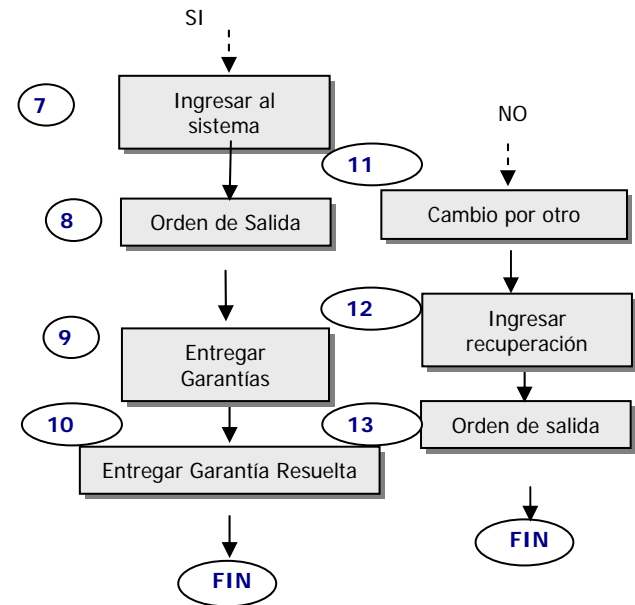 SI
7
Ingresar al
sistema
8
Orden de Salida
9
Entregar
Garantías
10
Entregar Garantía Resuelta
FIN
NO
11
Cambio por otro
12
Ingresar
recuperación
13
Orden de salida
FIN